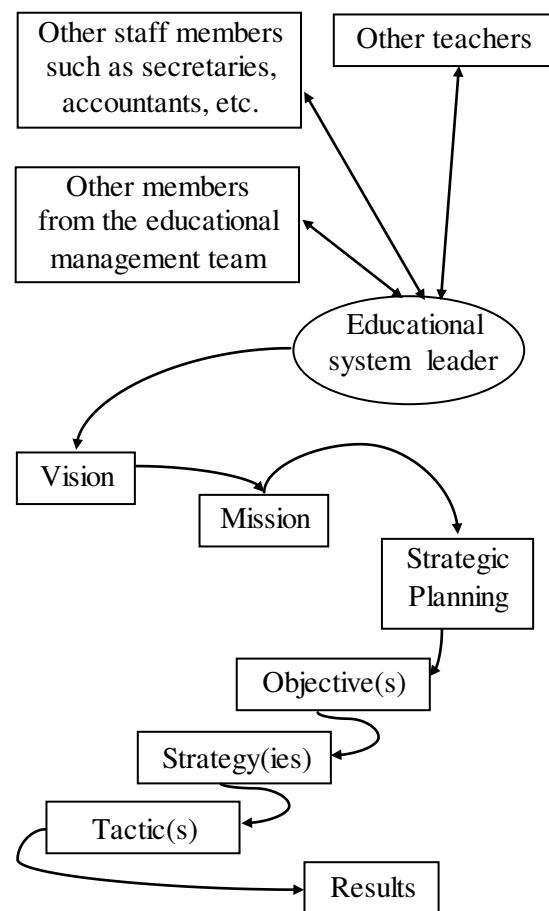 Other staff members
such as secretaries,
accountants, etc.
Other teachers
Other members
from the educational
management team
Educational
system leader
Vision
Mission
Strategic
Planning
Objective(s)
Strategy(ies)
Tactic(s)
Results